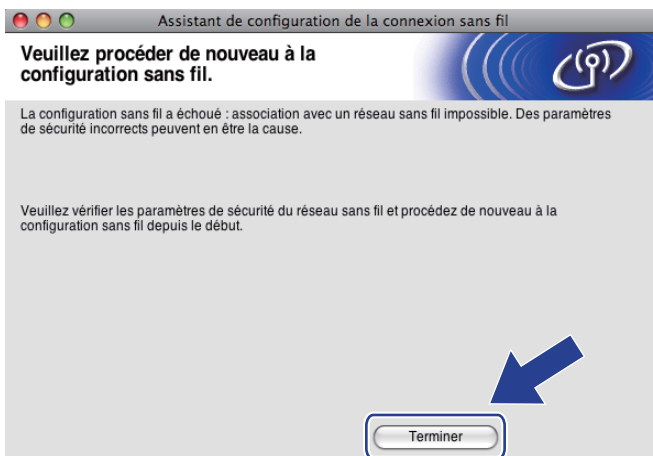 Assistant de configuration de la connexion sans fil
Veuillez procéder de nouveau à la
configuration sans fil.
La configuration sans fil a échoué : association avec un réseau sans fil impossible. Des paramètres
de sécurité incorrects peuvent en être la cause.
Veuillez vérifier les paramètres de sécurité du réseau sans fil et procédez de nouveau à la
configuration sans fil depuis le début.
Terminer